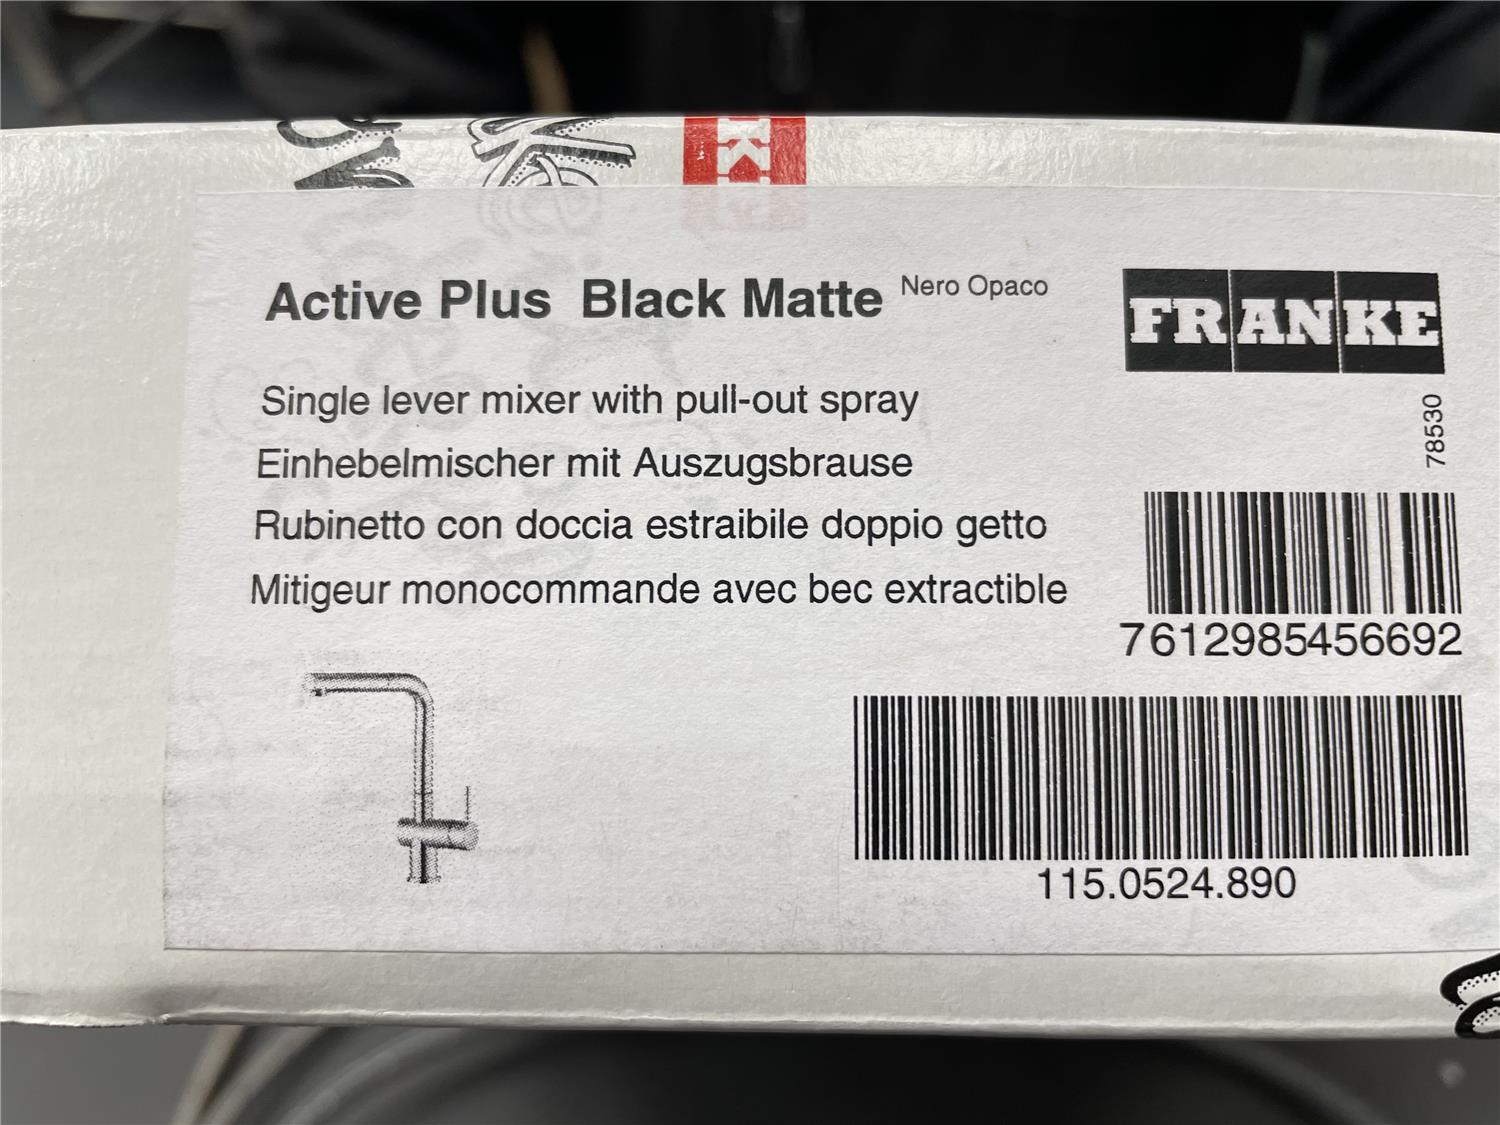 Active Plus Black Matte Nero Opaco
FRANKE
Single lever mixer with pull-out spray
Einhebelmischer mit Auszugsbrause
Rubinetto con doccia estraibile doppio getto
Mitigeur monocommande avec bec extractible
78530
7612985456692
115.0524.890